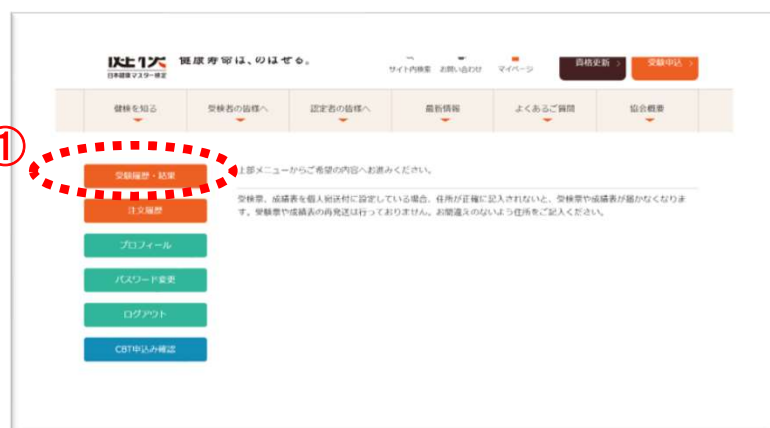 健康寿命は、のばせる。
日本健康マスター検定
サイト内検索 お問い合わせ マイページ
資格更新
受験申込
健検を知る 受検者の皆様へ 認定者の皆様へ 最新情報 よくあるご質問 協会概要
①
受験履歴・結果
上部メニューからご希望の内容へお進みください。
注文履歴
受検票、成績表を個人宛送付に設定している場合、住所が正確に記入されないと、受検票や成績表が届かなくなりま
す。受験票や成績表の再発送は行っておりません。お間違えのないよう住所をご記入ください。
プロフィール
パスワード変更
ログアウト
CBT申込み確認